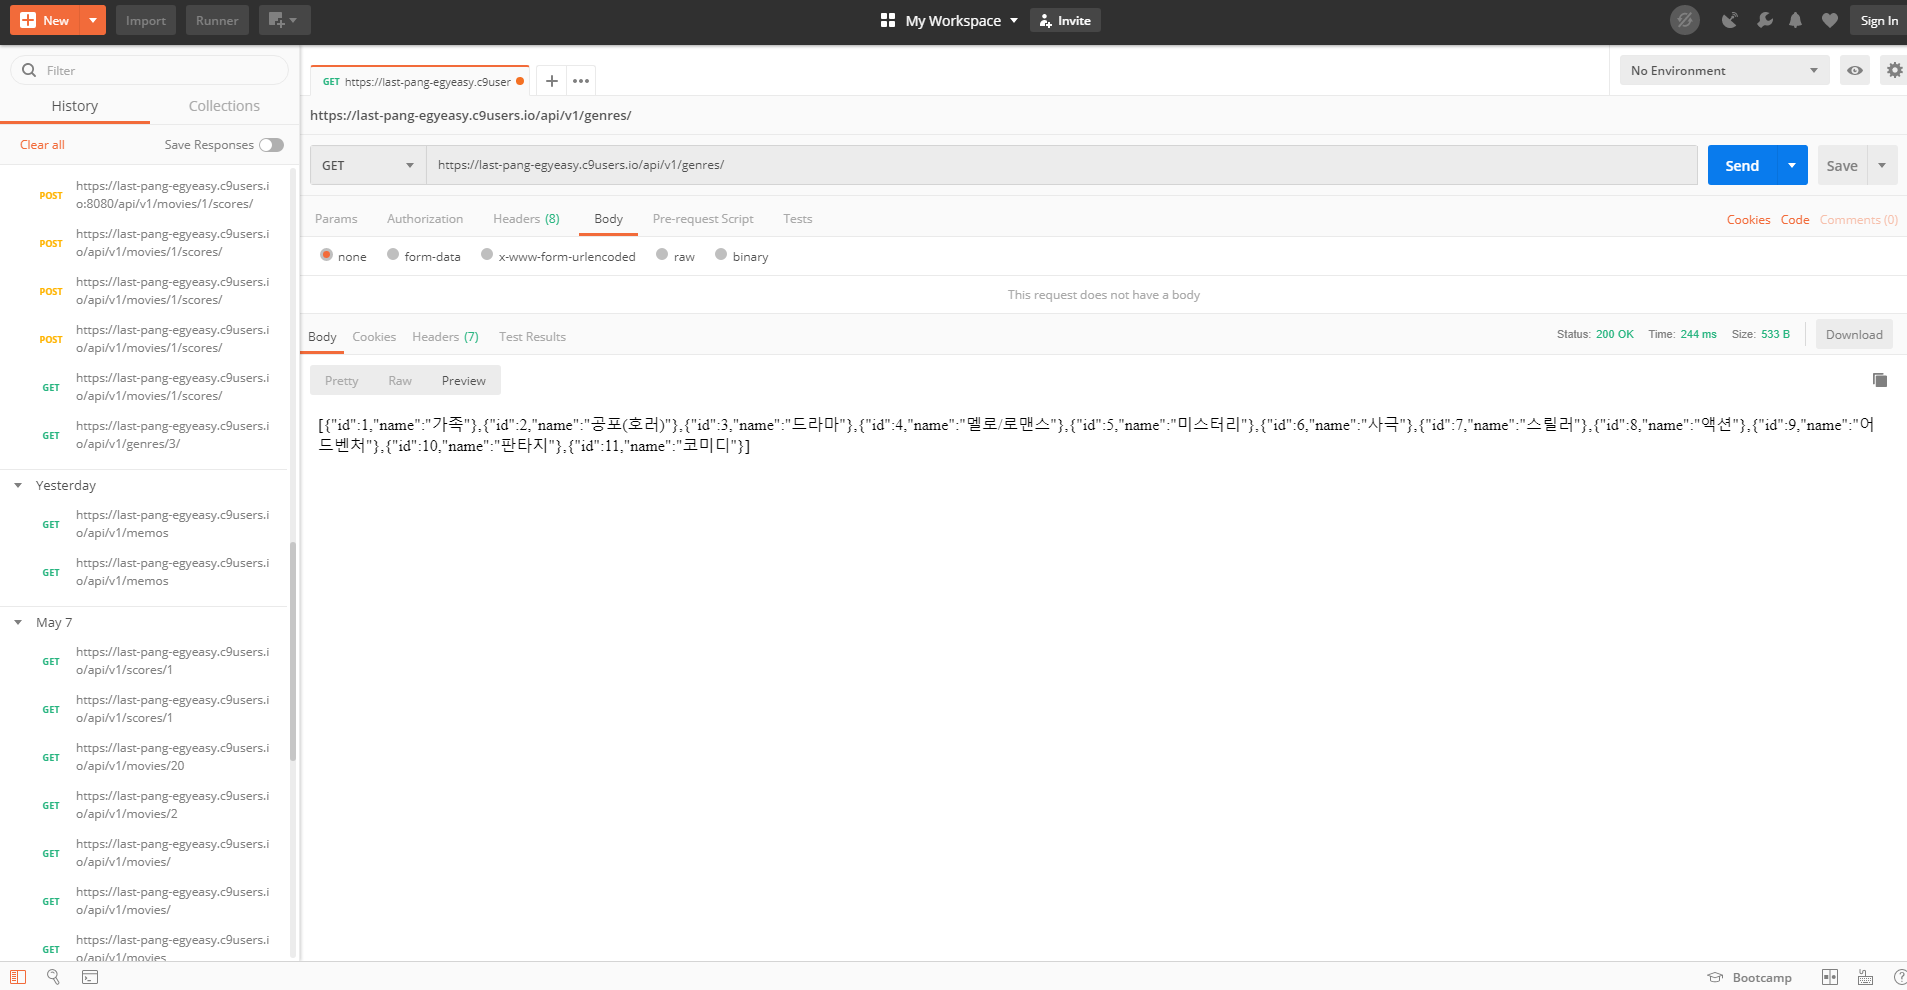 New
Import
Runner
My Workspace
Invite
Sign In
Filter
History
Collections
Clear all
Save Responses
POST
https://last-pang-egyeasy.c9users.i
o:8080/api/v1/movies/1/scores/
POST
https://last-pang-egyeasy.c9users.i
o/api/v1/movies/1/scores/
POST
https://last-pang-egyeasy.c9users.i
o/api/v1/movies/1/scores/
POST
https://last-pang-egyeasy.c9users.i
o/api/v1/movies/1/scores/
GET
https://last-pang-egyeasy.c9users.i
o/api/v1/movies/1/scores/
GET
https://last-pang-egyeasy.c9users.i
o/api/v1/genres/3/
Yesterday
GET
https://last-pang-egyeasy.c9users.i
o/api/v1/memos
GET
https://last-pang-egyeasy.c9users.i
o/api/v1/memos
May 7
GET
https://last-pang-egyeasy.c9users.i
o/api/v1/scores/1
GET
https://last-pang-egyeasy.c9users.i
o/api/v1/scores/1
GET
https://last-pang-egyeasy.c9users.i
o/api/v1/movies/20
GET
https://last-pang-egyeasy.c9users.i
o/api/v1/movies/2
GET
https://last-pang-egyeasy.c9users.i
o/api/v1/movies/
GET
https://last-pang-egyeasy.c9users.i
o/api/v1/movies/
GET
https://last-pang-egyeasy.c9users.i
o/api/v1/movies
GET https://last-pang-egyeasy.c9user
No Environment
https://last-pang-egyeasy.c9users.io/api/v1/genres/
GET
https://last-pang-egyeasy.c9users.io/api/v1/genres/
Send
Save
Params Authorization Headers (8) Body Pre-request Script Tests
Cookies Code Comments (0)
none form-data x-www-form-urlencoded raw binary
This request does not have a body
Body Cookies Headers (7) Test Results
Status: 200 OK Time: 244 ms Size: 533 B
Download
Pretty Raw Preview
[{"id":1,"name":"가족"},{"id":2,"name":"공포(호러)"},{"id":3,"name":"드라마"},{"id":4,"name":"멜로/로맨스"},{"id":5,"name":"미스터리"},{"id":6,"name":"사극"},{"id":7,"name":"스릴러"},{"id":8,"name":"액션"},{"id":9,"name":"어
드벤처"},{"id":10,"name":"판타지"},{"id":11,"name":"코미디"}]
Bootcamp